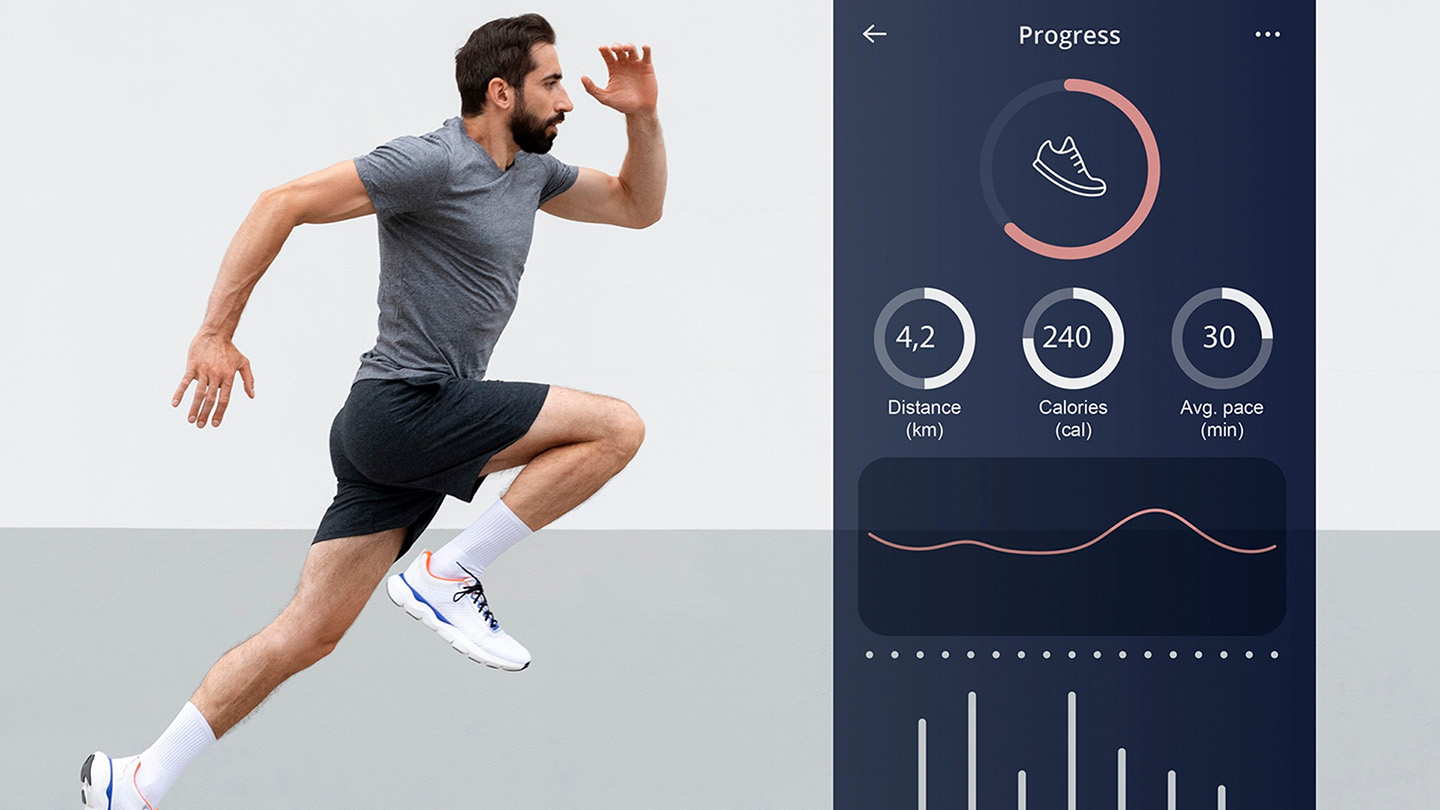 Progress
4,2
240
30
Distance
(km)
Calories
(cal)
Avg. pace
(min)